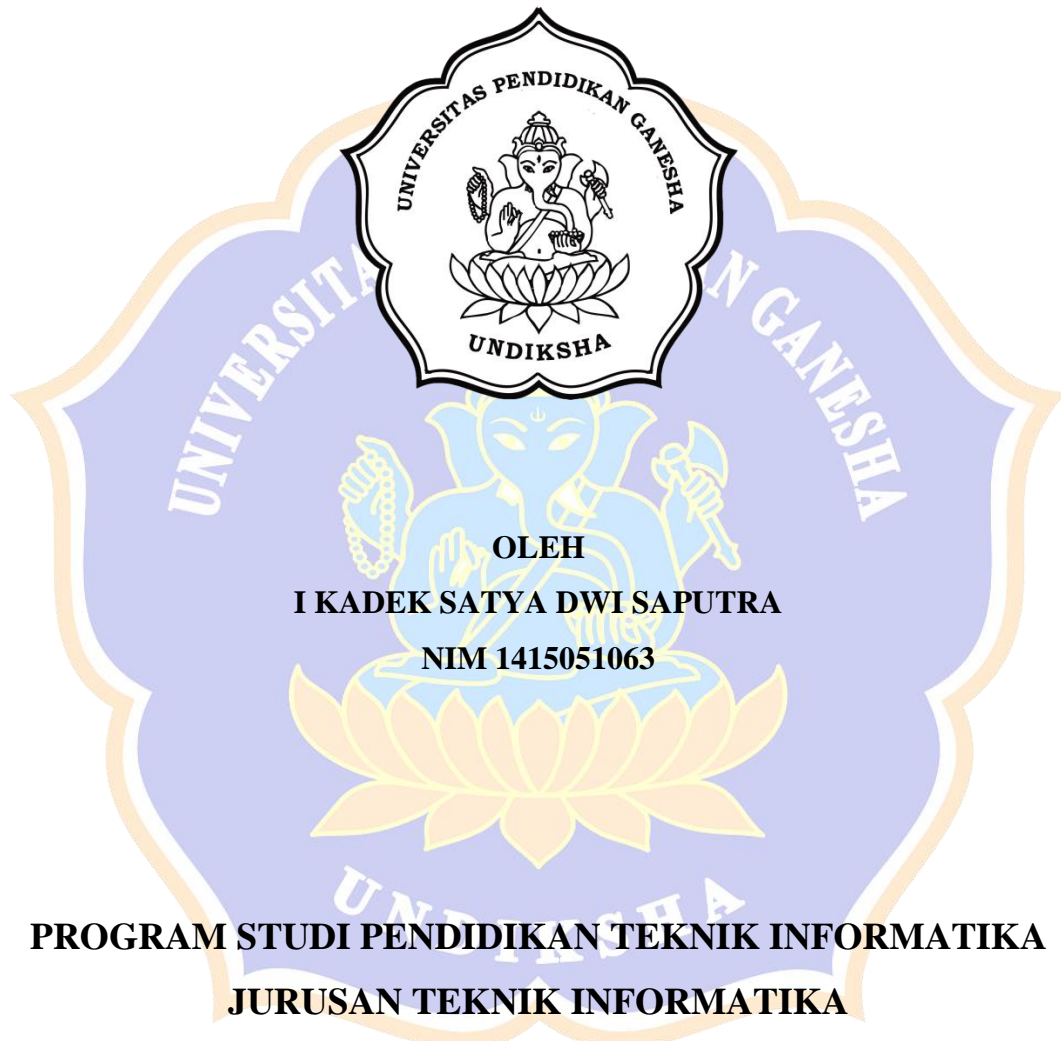 UNIVERSITAS PENDIDIKAN GANESHA
UNDIKSHA
OLEH
I KADEK SATYA DWI SAPUTRA
NIM 1415051063
PROGRAM STUDI PENDIDIKAN TEKNIK INFORMATIKA
JURUSAN TEKNIK INFORMATIKA
UNDIKSHA